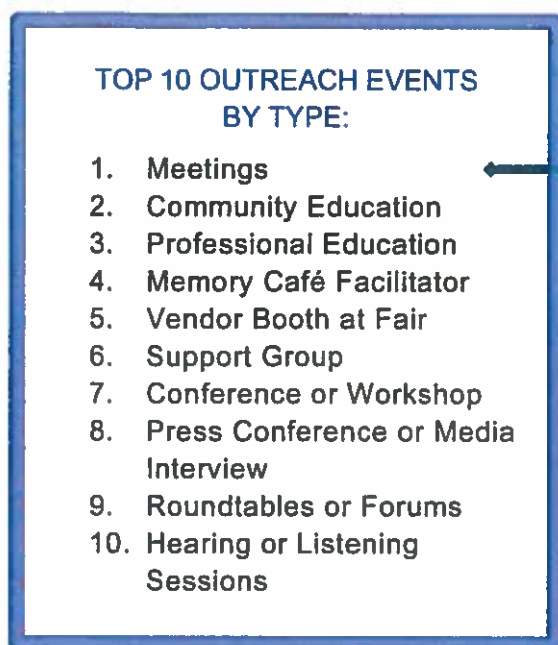 TOP 10 OUTREACH EVENTS
BY TYPE:
1. Meetings
2. Community Education
3. Professional Education
4. Memory Café Facilitator
5. Vendor Booth at Fair
6. Support Group
7. Conference or Workshop
8. Press Conference or Media
Interview
9. Roundtables or Forums
10. Hearing or Listening
Sessions